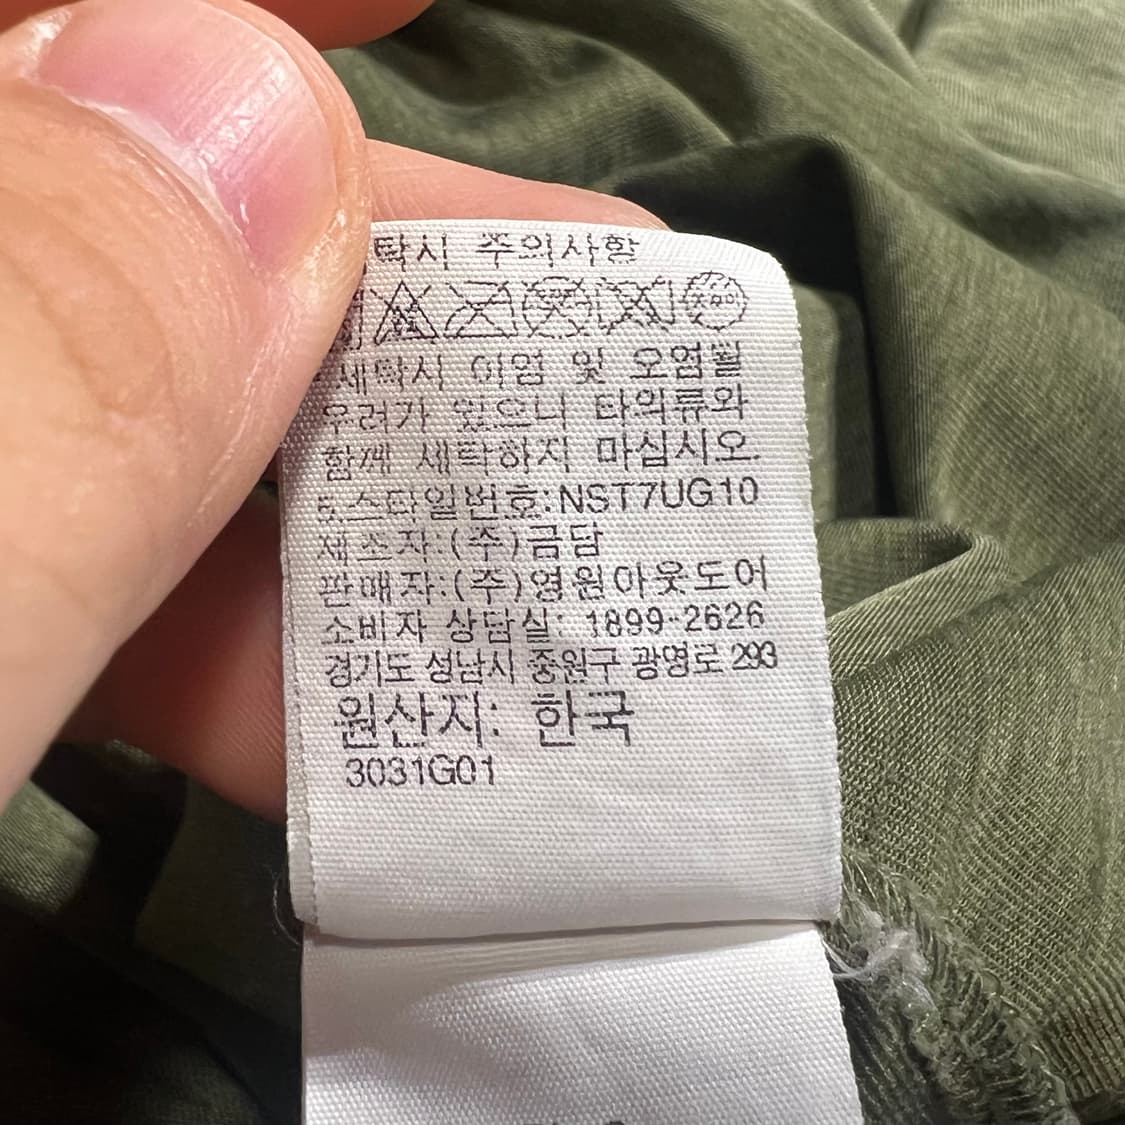 탁시 주의사항
세탁시 이염 및 오염될
우려가 있으니 타의류와
함께 세탁하지 마십시오.
스타일번호:NST7UG10
제조자:(주)금담
판매자:(주)영원아웃도어
소비자 상담실: 1899-2626
경기도 성남시 중원구 광명로 293
원산지: 한국
3031G01